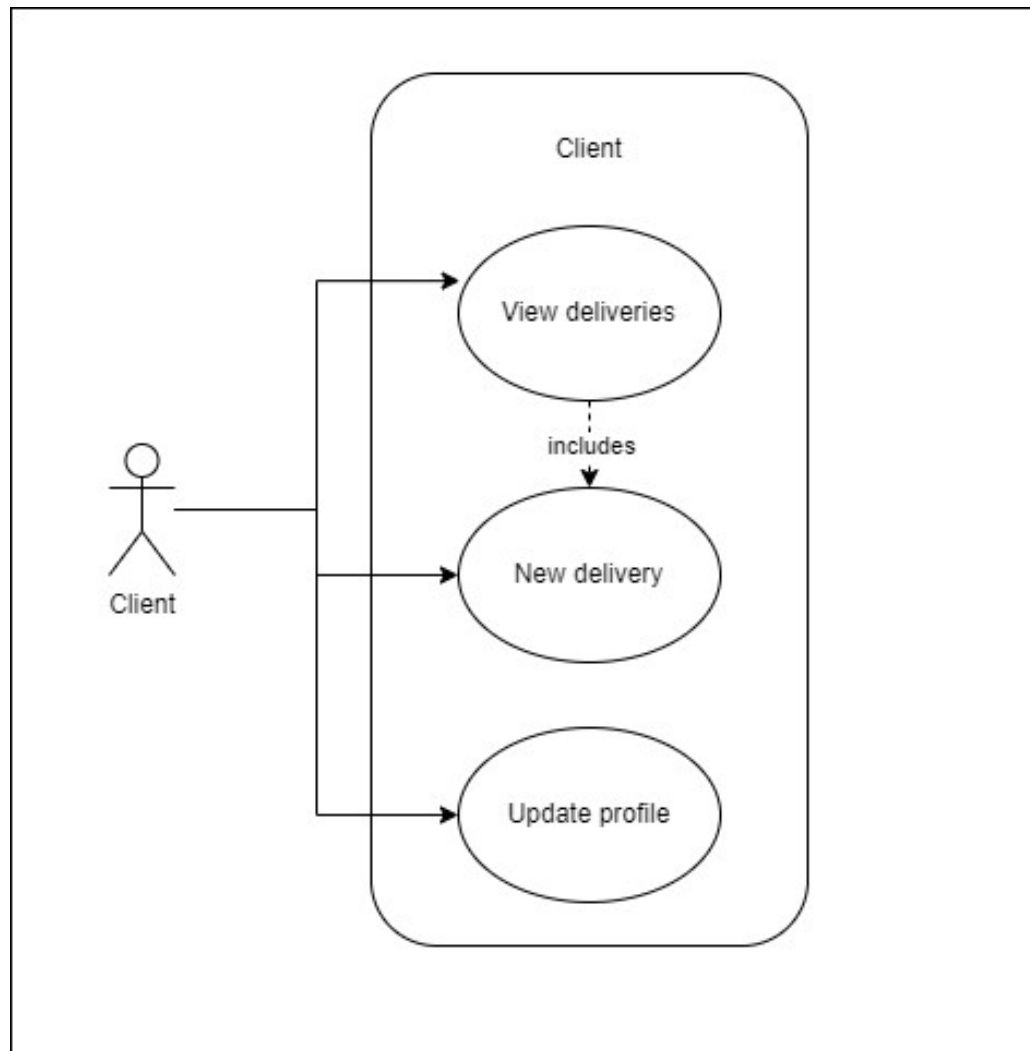 Client
View deliveries
includes
New delivery
Client
Update profile